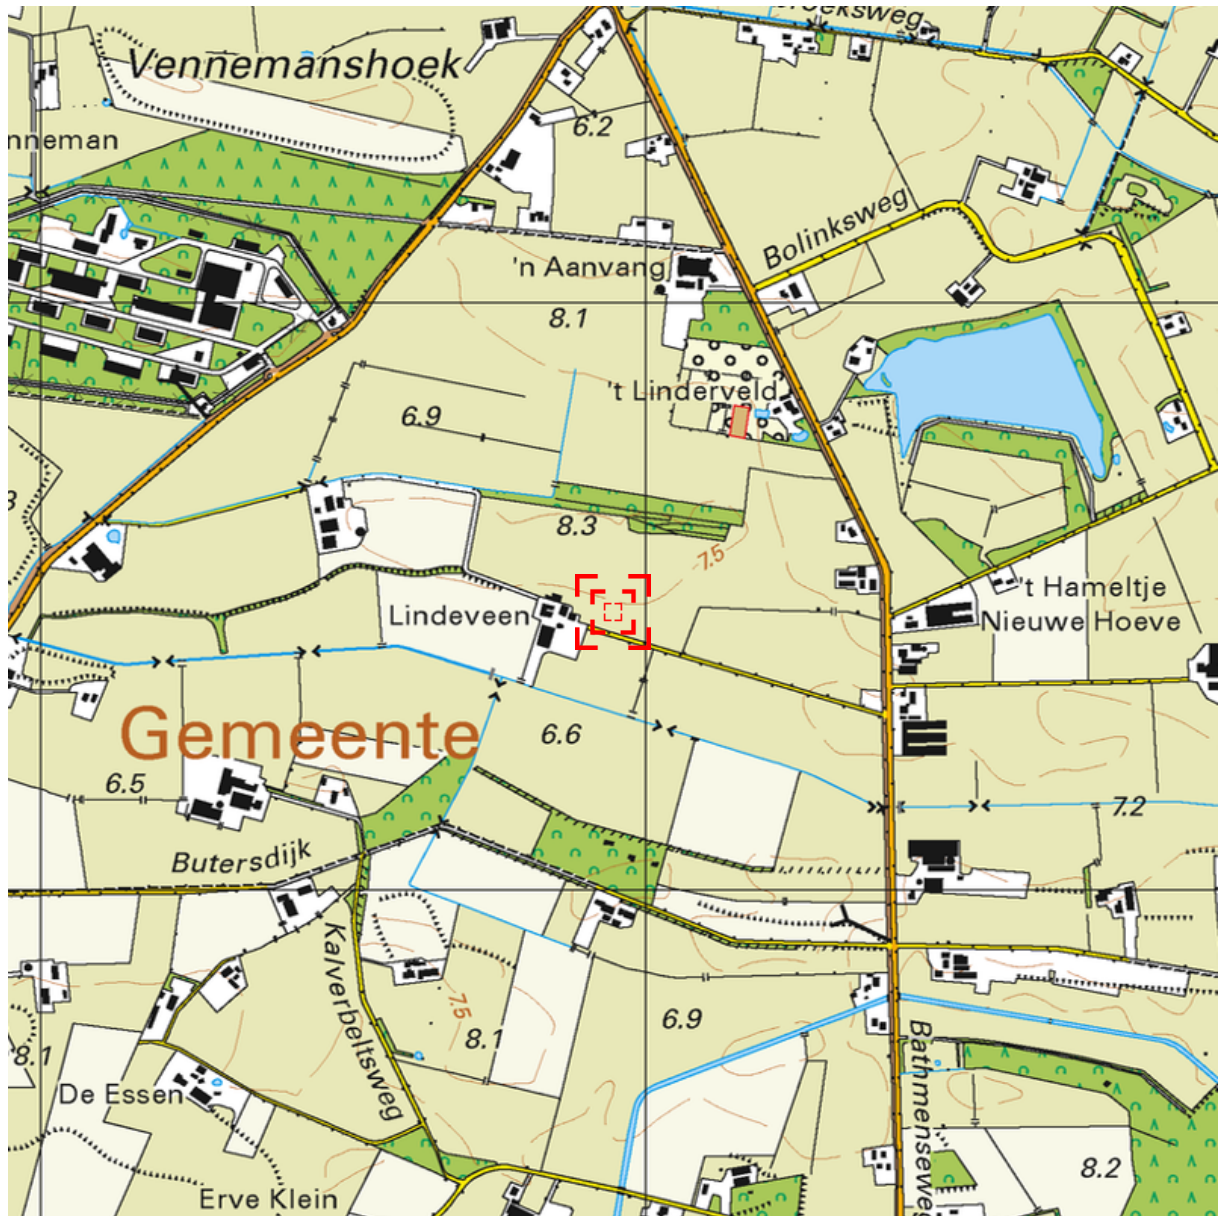 Vennemanshoek
nneman
6.2
Bolinksweg
'n Aanvang
8.1
't Linderveld
6.9
8.3
7.5
't Hameltje
Nieuwe Hoeve
Lindeveen
Gemeente
6.6
6.5
7.2
Butersdijk
Kalverbeltsweg
7.5
8.1
6.9
8.1
De Essen
Bathmenseweg
8.2
Erve Klein